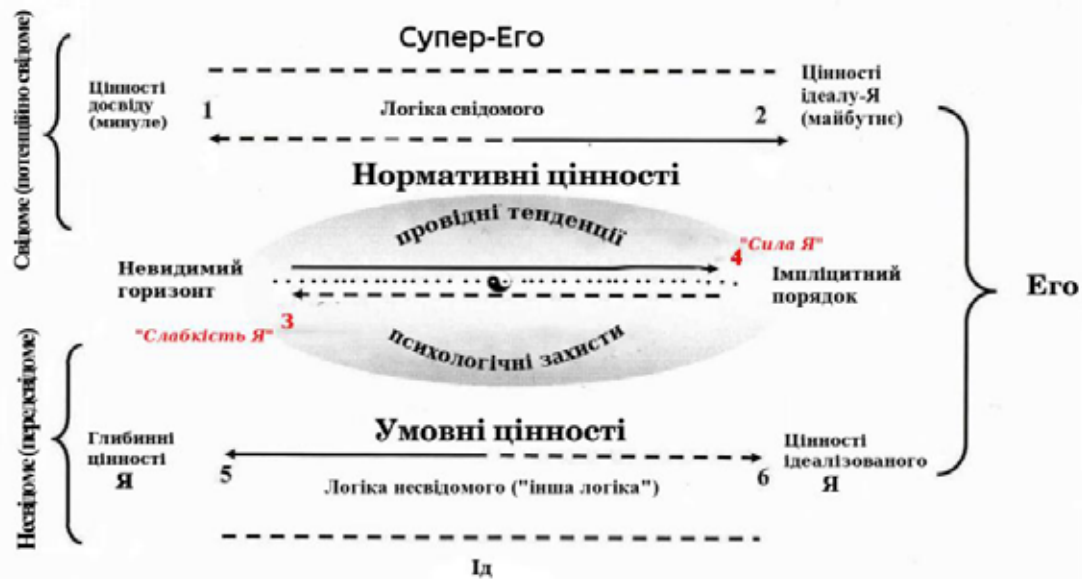 Супер-Его
Свідоме (потенційно свідоме)
Цінності
досвіду
(минуле)
1
Логіка свідомого
2
Цінності
ідеалу-Я
(майбутнє)
Нормативні цінності
провідні тенденції
"Сила Я"
4
Невидимий
горизонт
Імпліцитний
порядок
Его
3
"Слабкість Я"
психологічні захисти
Несвідоме (передсвідоме)
Умовні цінності
Глибинні
цінності
Я
5
6
Цінності
ідеалізованого
Я
Логіка несвідомого ("інша логіка")
Ід